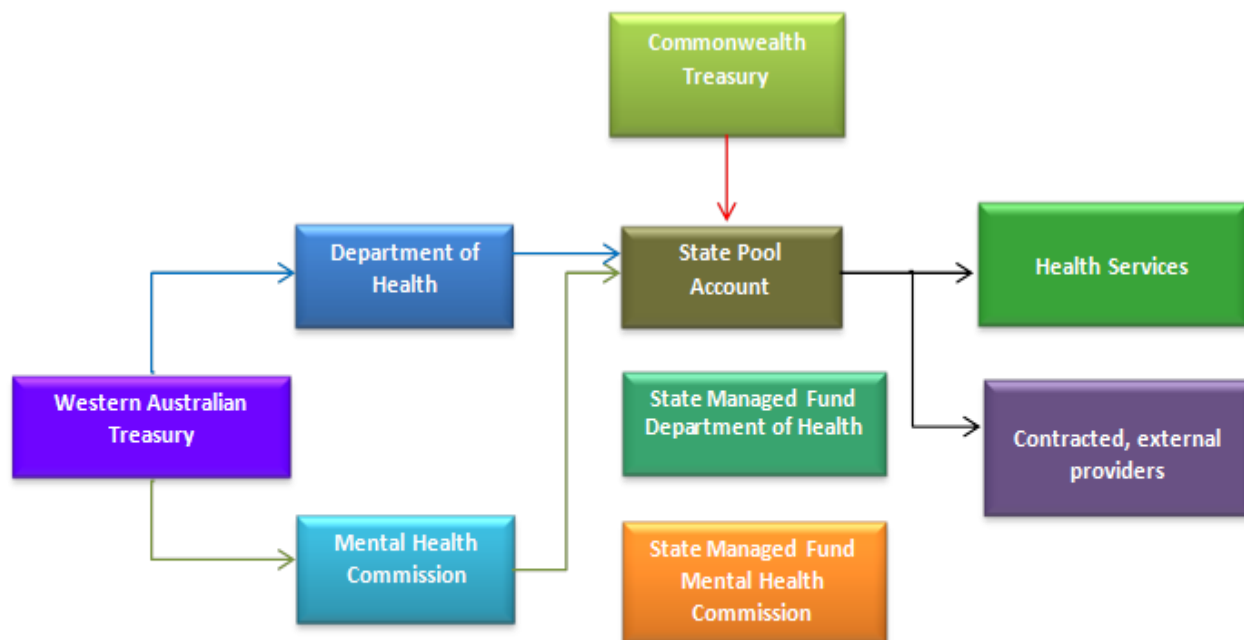 Commonwealth
Treasury
Department of
Health
State Pool
Account
Health Services
Western Australian
Treasury
State Managed Fund
Department of Health
Contracted, external
providers
Mental Health
Commission
State Managed Fund
Mental Health
Commission